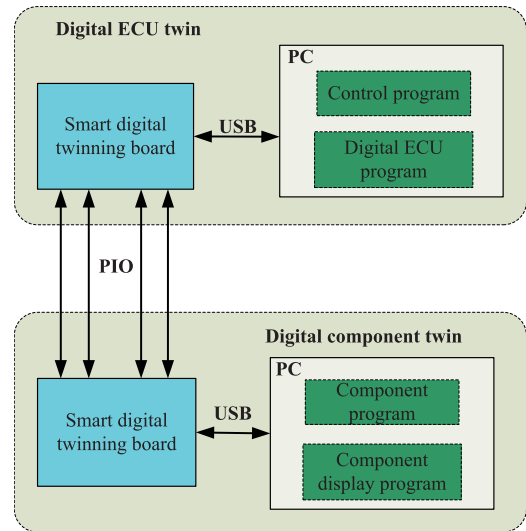 Digital ECU twin
PC
Smart digital
twinning board
USB
Control program
Digital ECU
program
PIO
Digital component twin
PC
Smart digital
twinning board
USB
Component
program
Component
display program